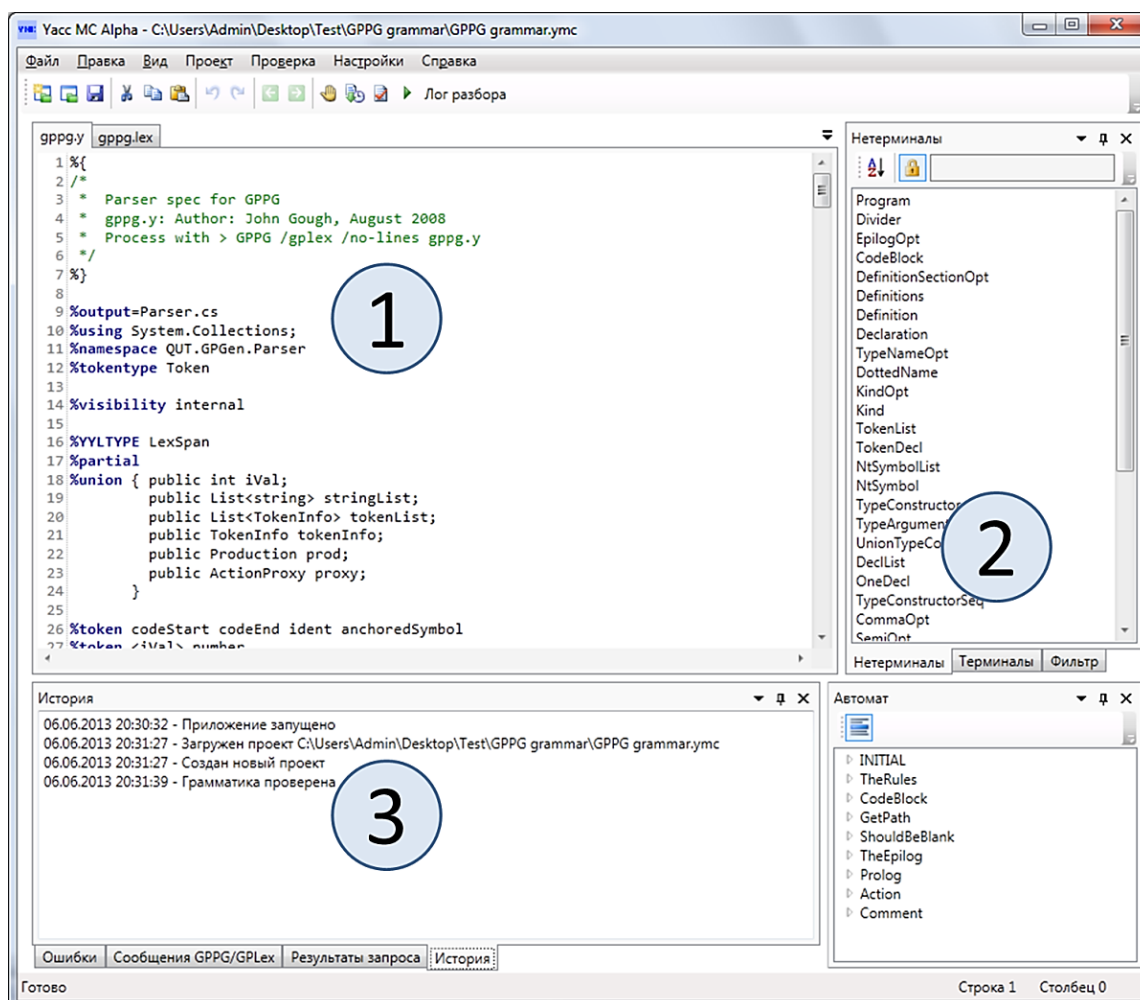 Yacc MC Alpha - C:\Users\Admin\Desktop\Test\GPPG grammar\GPPG grammar.ymc
Файл Правка Вид Проект Проверка Настройки Справка
Лог разбора
gppg.y gppg.lex
1 %{
2 /*
3 * Parser spec for GPPG
4 * gppg.y: Author: John Gough, August 2008
5 * Process with > GPPG /gplex /no-lines gppg.y
6 */
7 %}
8
9 %output=Parser.cs
10 %using System.Collections;
11 %namespace QUT.GPGen.Parser
12 %tokentype Token
13
14 %visibility internal
15
16 %YYLTYPE LexSpan
17 %partial
18 %union { public int iVal;
19 public List<string> stringList;
20 public List<TokenInfo> tokenList;
21 public TokenInfo tokenInfo;
22 public Production prod;
23 public ActionProxy proxy;
24 }
25
26 %token codeStart codeEnd ident anchoredSymbol
27 %token <iVal> number
1
Нетерминалы
Program
Divider
EpilogOpt
CodeBlock
DefinitionSectionOpt
Definitions
Definition
Declaration
TypeNameOpt
DottedName
KindOpt
Kind
TokenList
TokenDecl
NtSymbolList
NtSymbol
TypeConstructor
TypeArgumen
UnionTypeCo
DeclList
OneDecl
TypeConstructorSeq
CommaOpt
SemiOpt
2
Нетерминалы Терминалы Фильтр
История
06.06.2013 20:30:32 - Приложение запущено
06.06.2013 20:31:27 - Загружен проект C:\Users\Admin\Desktop\Test\GPPG grammar\GPPG grammar.ymc
06.06.2013 20:31:27 - Создан новый проект
06.06.2013 20:31:39 - Грамматика проверена
3
Ошибки Сообщения GPPG/GPLex Результаты запроса История
Автомат
INITIAL
TheRules
CodeBlock
GetPath
ShouldBeBlank
TheEpilog
Prolog
Action
Comment
Готово
Строка 1 Столбец 0